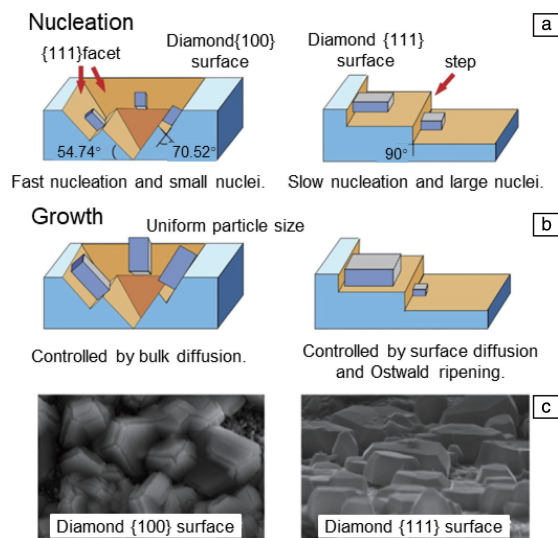 Nucleation
a
{111}facet
Diamond{100}
surface
Diamond {111}
surface
step
54.74°
70.52°
90°
Fast nucleation and small nuclei.
Slow nucleation and large nuclei.
Growth
b
Uniform particle size
Controlled by bulk diffusion.
Controlled by surface diffusion
and Ostwald ripening.
c
Diamond {100} surface
Diamond {111} surface